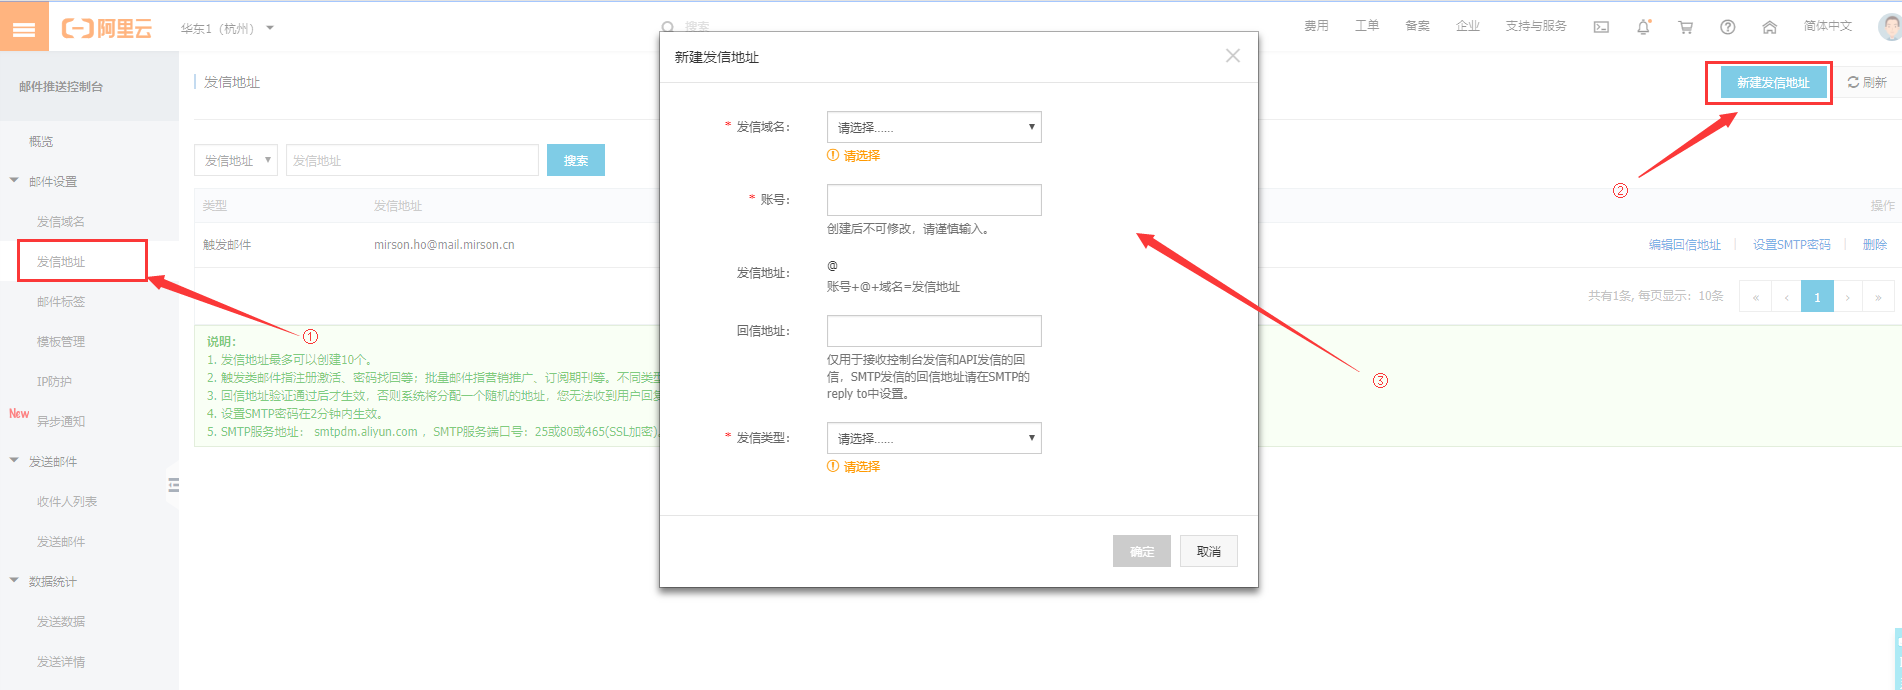 阿里云
华东1（杭州）
搜索
费用
工单
备案
企业
支持与服务
简体中文
邮件推送控制台
概览
邮件设置
发信域名
发信地址
邮件标签
模板管理
IP防护
New
异步通知
发送邮件
收件人列表
发送邮件
数据统计
发送数据
发送详情
①
发信地址
新建发信地址
刷新
②
发信地址
发信地址
搜索
类型
发信地址
操作
触发邮件
mirson.ho@mail.mirson.cn
编辑回信地址
设置SMTP密码
删除
共有1条, 每页显示：10条
« ‹ 1 › »
说明：
1. 发信地址最多可以创建10个。
2. 触发类邮件指注册激活、密码找回等；批量邮件指营销推广、订阅期刊等。不同类型
3. 回信地址验证通过后才生效，否则系统将分配一个随机的地址，您无法收到用户回复
4. 设置SMTP密码在2分钟内生效。
5. SMTP服务地址： smtpdm.aliyun.com ，SMTP服务端口号：25或80或465(SSL加密)。
新建发信地址
* 发信域名：
请选择......
请选择
* 账号：
创建后不可修改，请谨慎输入。
发信地址：
@
账号+@+域名=发信地址
回信地址：
仅用于接收控制台发信和API发信的回
信，SMTP发信的回信地址请在SMTP的
reply to中设置。
* 发信类型：
请选择......
请选择
确定
取消
③